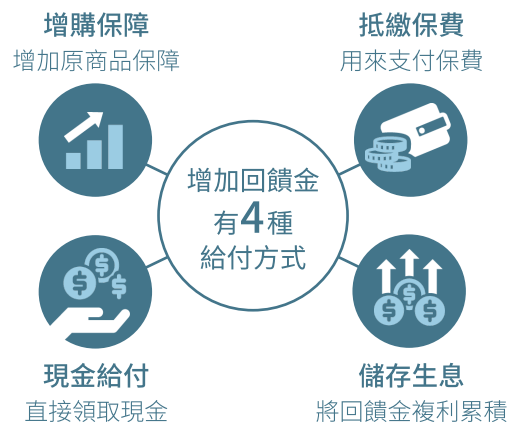 增購保障
增加原商品保障
抵繳保費
用來支付保費
增加回饋金
有4種
給付方式
現金給付
直接領取現金
儲存生息
將回饋金複利累積